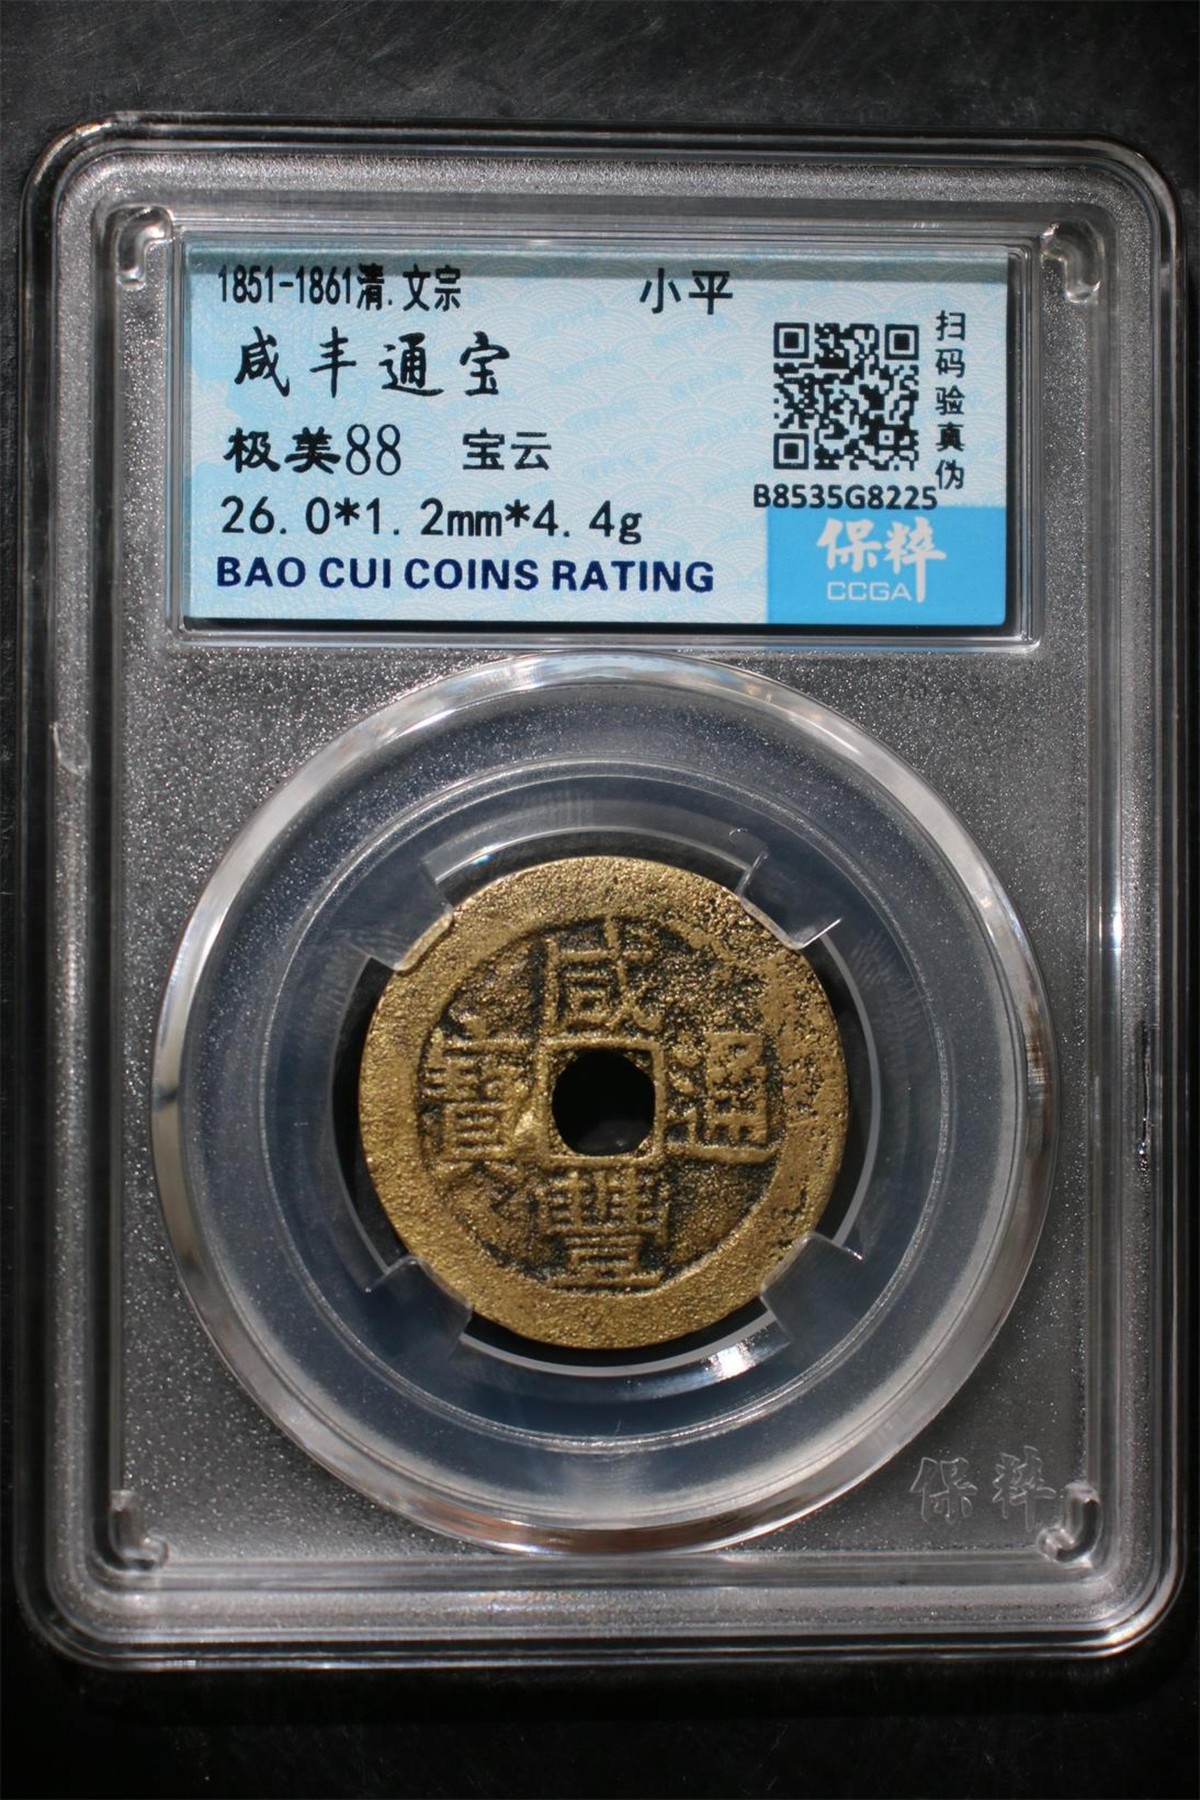 1851-1861清.文宗 小平
咸丰通宝
极美88 宝云
26.0*1.2mm*4.4g
BAO CUI COINS RATING
扫码验真伪
B8535G8225
保粹
CCGA
咸
寳 通
豐
保粹